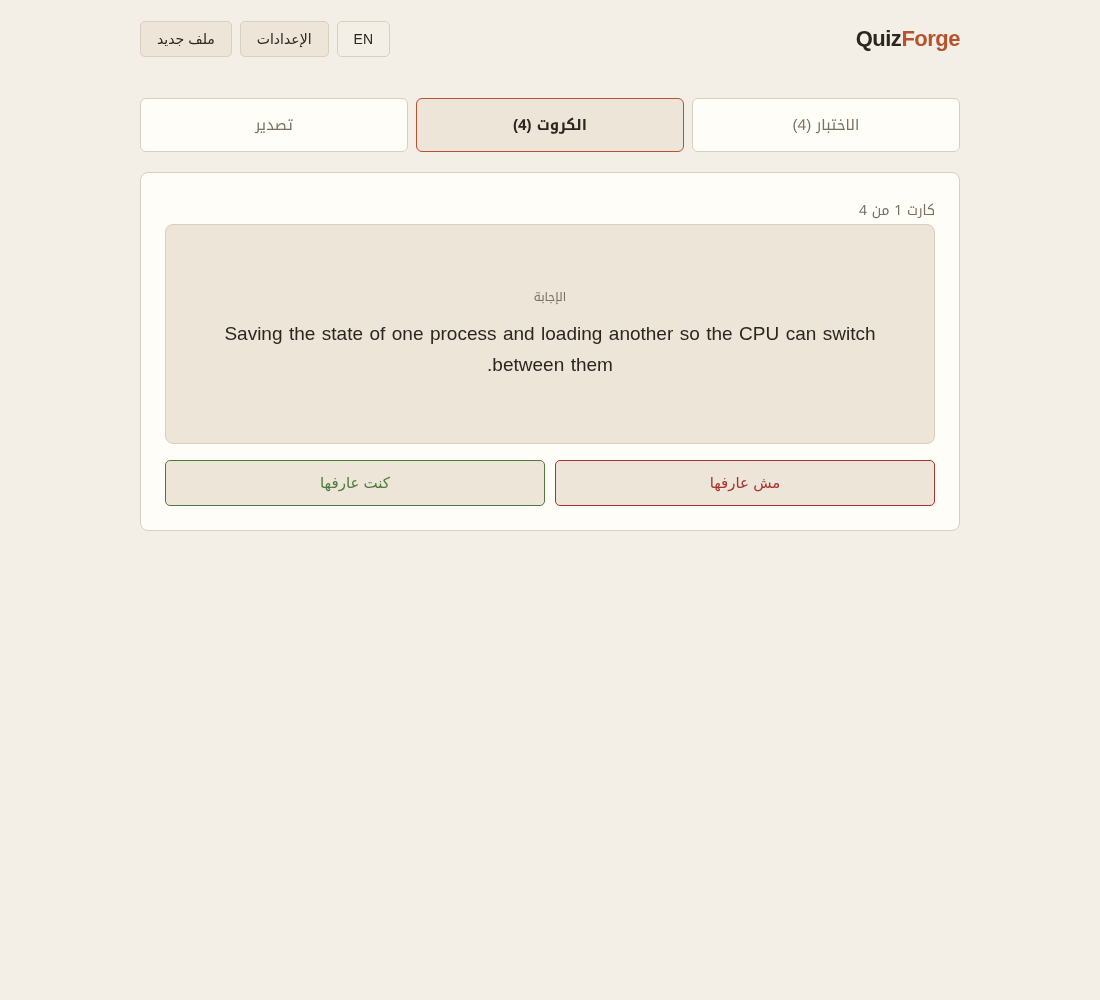 QuizForge
EN
الإعدادات
ملف جديد
الاختبار (4)
الكروت (4)
تصدير
كارت 1 من 4
الإجابة
Saving the state of one process and loading another so the CPU can switch
between them.
مش عارفها
كنت عارفها